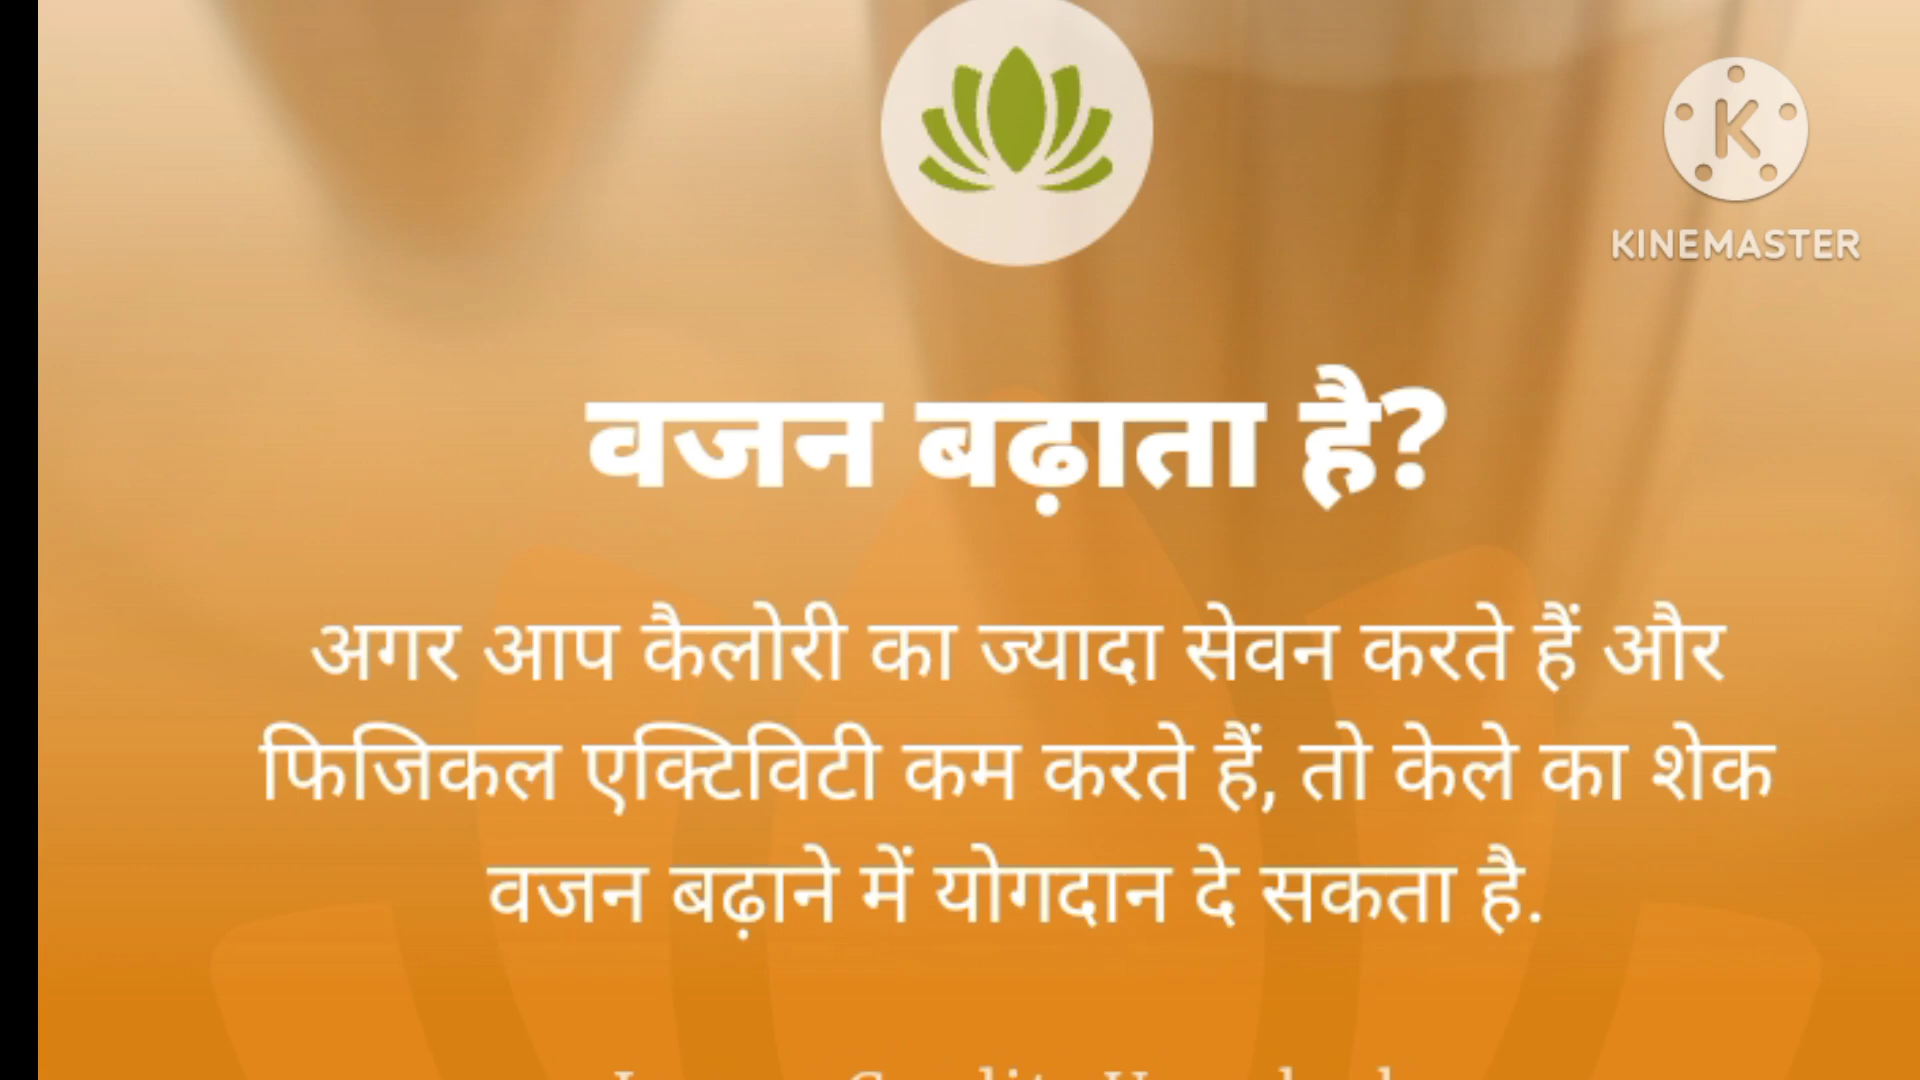 KINEMASTER
वजन बढ़ाता है?
अगर आप कैलोरी का ज्यादा सेवन करते हैं और
फिजिकल एक्टिविटी कम करते हैं, तो केले का शेक
वजन बढ़ाने में योगदान दे सकता है.